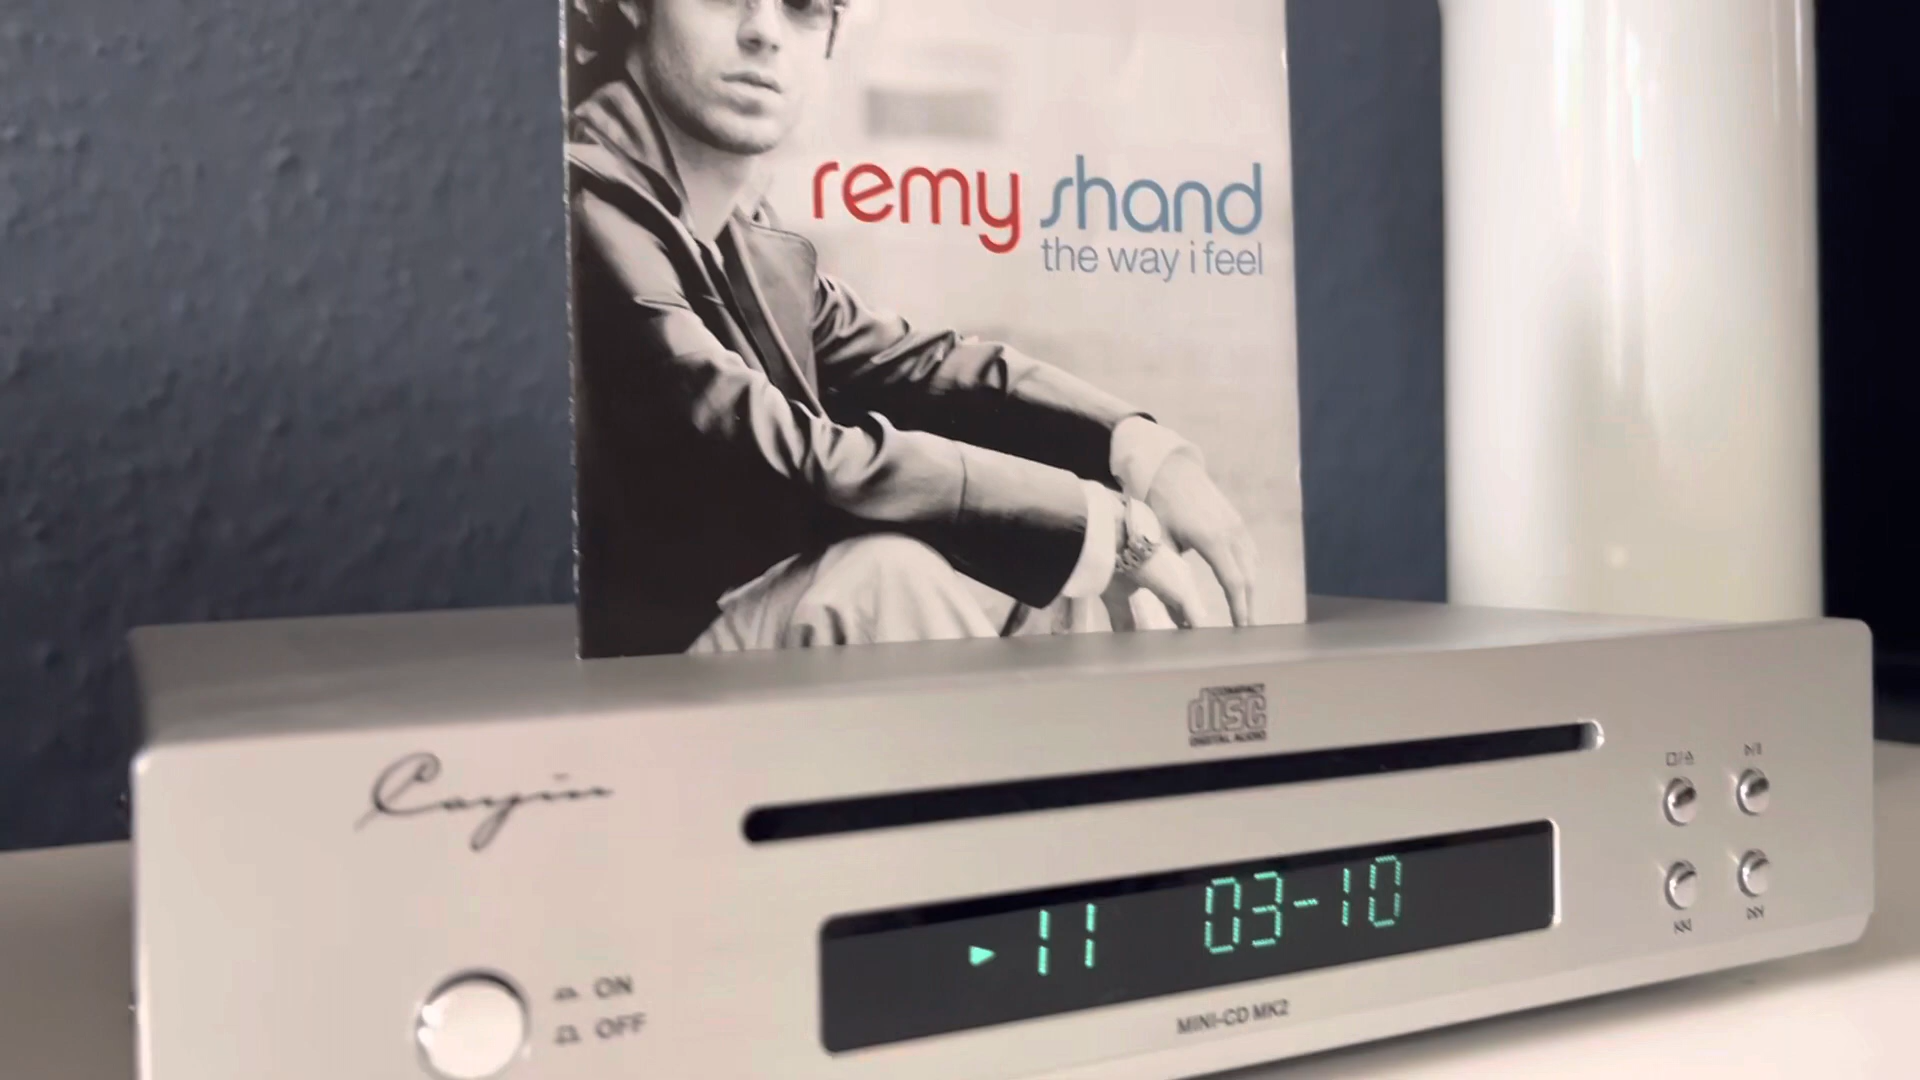 remy shand
the way i feel
COMPACT
disc
DIGITAL AUDIO
Cayin
11 03-10
ON
OFF
MINI-CD MK2